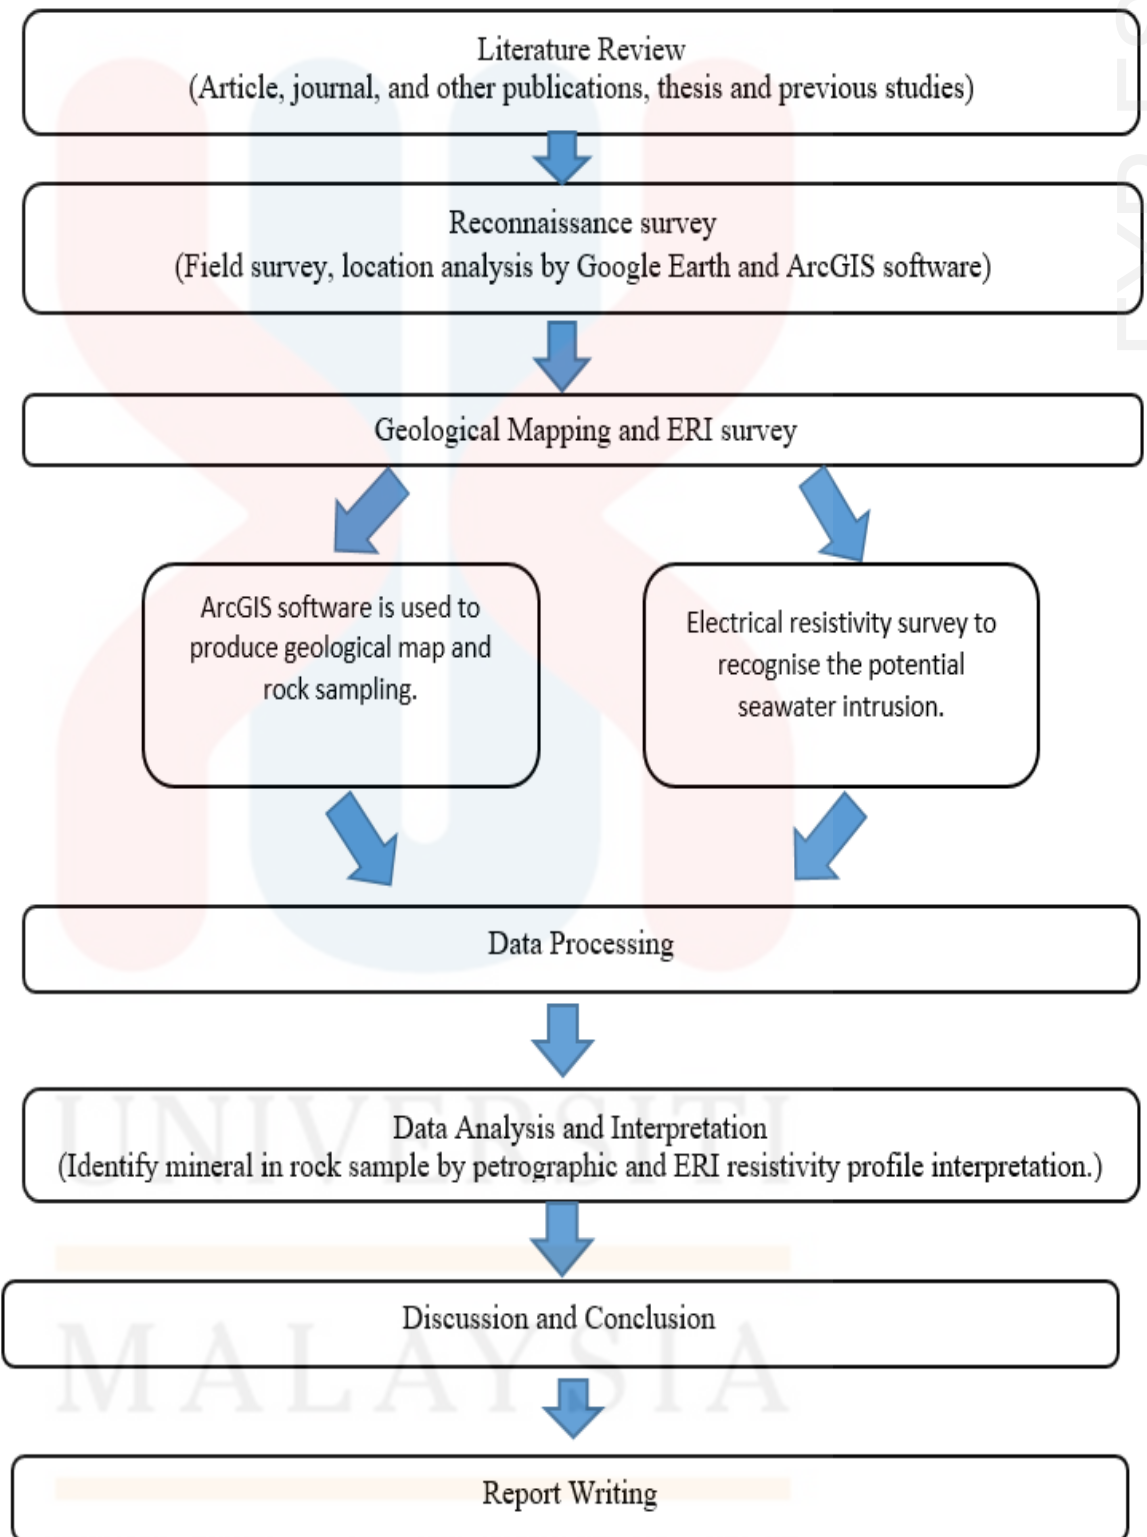 Literature Review
(Article, journal, and other publications, thesis and previous studies)
Reconnaissance survey
(Field survey, location analysis by Google Earth and ArcGIS software)
Geological Mapping and ERI survey
ArcGIS software is used to
produce geological map and
rock sampling.
Electrical resistivity survey to
recognise the potential
seawater intrusion.
Data Processing
Data Analysis and Interpretation
(Identify mineral in rock sample by petrographic and ERI resistivity profile interpretation.)
UNIVERSITI
Discussion and Conclusion
MALAYSIA
Report Writing